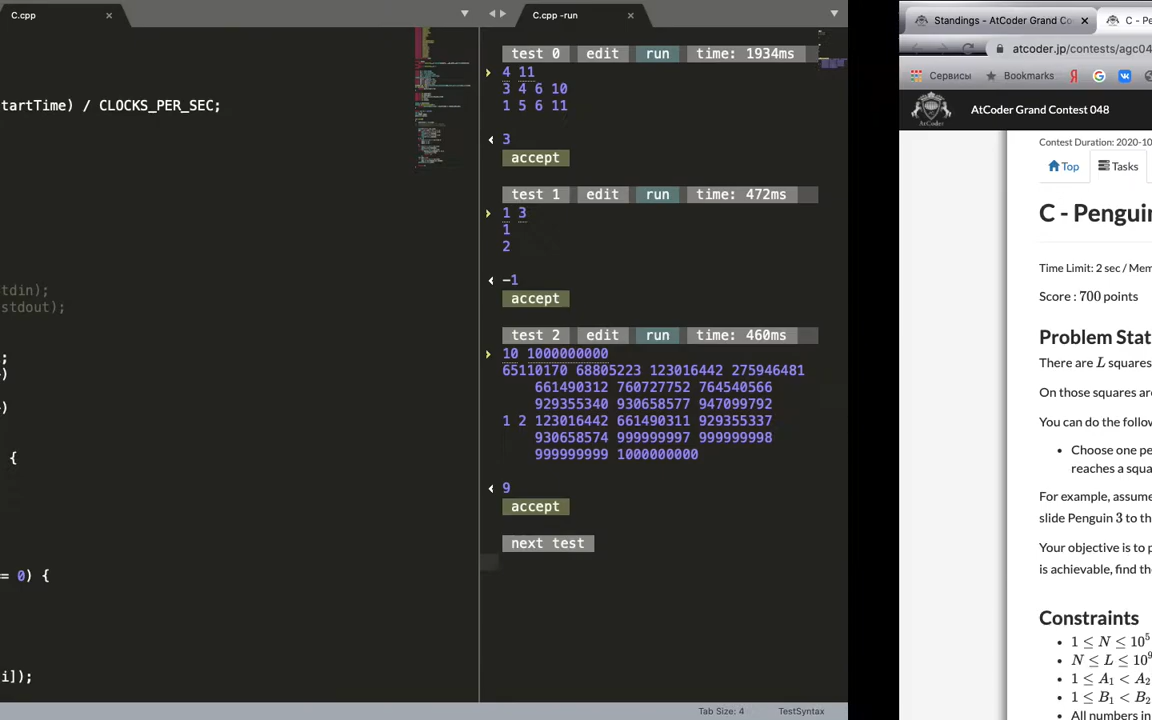 C.cpp
startTime) / CLOCKS_PER_SEC;
tdin);
stdout);
;
)
)
{
= 0) {
i]);
C.cpp -run
test 0 edit run time: 1934ms
4 11
3 4 6 10
1 5 6 11
3
accept
test 1 edit run time: 472ms
1 3
1
2
-1
accept
test 2 edit run time: 460ms
10 1000000000
65110170 68805223 123016442 275946481
661490312 760727752 764540566
929355340 930658577 947099792
1 2 123016442 661490311 929355337
930658574 999999997 999999998
999999999 1000000000
9
accept
next test
Tab Size: 4 TestSyntax
Standings - AtCoder Grand Co
C - Pe
atcoder.jp/contests/agc04
Сервисы Bookmarks Я G
AtCoder Grand Contest 048
Contest Duration: 2020-10
Top Tasks
C - Penguin
Time Limit: 2 sec / Mem
Score : 700 points
Problem Stat
There are L squares
On those squares are
You can do the follow
• Choose one pe
reaches a squa
For example, assume
slide Penguin 3 to th
Your objective is to p
is achievable, find the
Constraints
• 1 ≤ N ≤ 10⁵
• N ≤ L ≤ 10⁹
• 1 ≤ A₁ < A₂
• 1 ≤ B₁ < B₂
• All numbers in